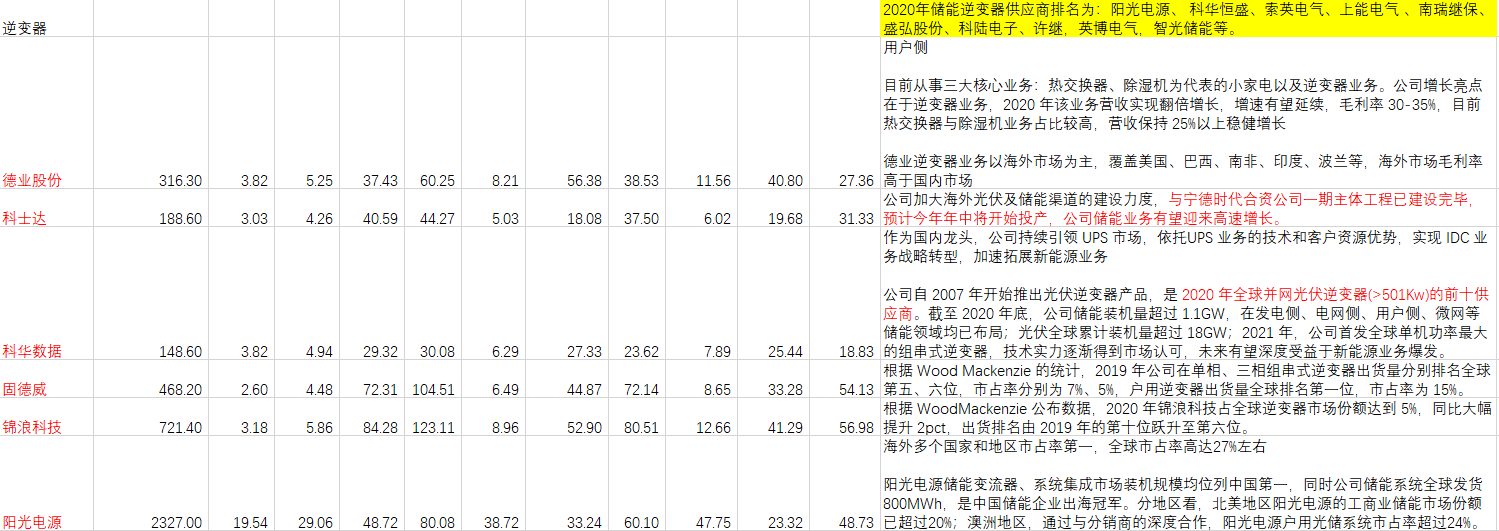 逆变器
2020年储能逆变器供应商排名为：阳光电源、 科华恒盛、索英电气、上能电气 、南瑞继保、
盛弘股份、科陆电子、许继，英博电气，智光储能等。
用户侧
目前从事三大核心业务：热交换器、除湿机为代表的小家电以及逆变器业务。公司增长亮点
在于逆变器业务，2020 年该业务营收实现翻倍增长，增速有望延续，毛利率 30-35%，目前
热交换器与除湿机业务占比较高，营收保持 25%以上稳健增长
德业逆变器业务以海外市场为主，覆盖美国、巴西、南非、印度、波兰等，海外市场毛利率
高于国内市场
德业股份 316.30 3.82 5.25 37.43 60.25 8.21 56.38 38.53 11.56 40.80 27.36
公司加大海外光伏及储能渠道的建设力度，与宁德时代合资公司一期主体工程已建设完毕，
预计今年年中将开始投产，公司储能业务有望迎来高速增长。
科士达 188.60 3.03 4.26 40.59 44.27 5.03 18.08 37.50 6.02 19.68 31.33
作为国内龙头，公司持续引领 UPS 市场，依托UPS 业务的技术和客户资源优势，实现 IDC 业
务战略转型，加速拓展新能源业务
公司自 2007 年开始推出光伏逆变器产品，是 2020 年全球并网光伏逆变器(>501Kw)的前十供
应商。截至 2020 年底，公司储能装机量超过 1.1GW，在发电侧、电网侧、用户侧、微网等
储能领域均已布局；光伏全球累计装机量超过 18GW；2021 年，公司首发全球单机功率最大
的组串式逆变器，技术实力逐渐得到市场认可，未来有望深度受益于新能源业务爆发。
科华数据 148.60 3.82 4.94 29.32 30.08 6.29 27.33 23.62 7.89 25.44 18.83
根据 Wood Mackenzie 的统计，2019 年公司在单相、三相组串式逆变器出货量分别排名全球
第五、六位，市占率分别为 7%、5%，户用逆变器出货量全球排名第一位，市占率为 15%。
固德威 468.20 2.60 4.48 72.31 104.51 6.49 44.87 72.14 8.65 33.28 54.13
根据 WoodMackenzie 公布数据，2020 年锦浪科技占全球逆变器市场份额达到 5%，同比大幅
提升 2pct，出货排名由 2019 年的第十位跃升至第六位。
锦浪科技 721.40 3.18 5.86 84.28 123.11 8.96 52.90 80.51 12.66 41.29 56.98
海外多个国家和地区市占率第一，全球市占率高达27%左右
阳光电源储能变流器、系统集成市场装机规模均位列中国第一，同时公司储能系统全球发货
800MWh，是中国储能企业出海冠军。分地区看，北美地区阳光电源的工商业储能市场份额
已超过20%；澳洲地区，通过与分销商的深度合作，阳光电源户用光储系统市占率超过24%。
阳光电源 2327.00 19.54 29.06 48.72 80.08 38.72 33.24 60.10 47.75 23.32 48.73